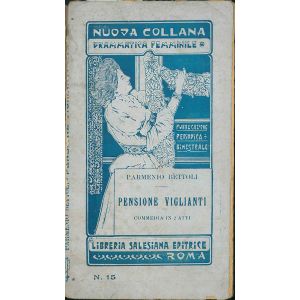 NUOVA COLLANA
DRAMMATICA FEMMINILE
PUBBLICAZIONE
PERIODICA
BIMESTRALE
PARMENIO BETTOLI
PENSIONE VIGLIANTI
COMMEDIA IN 2 ATTI
LIBRERIA SALESIANA EDITRICE
ROMA
N. 15